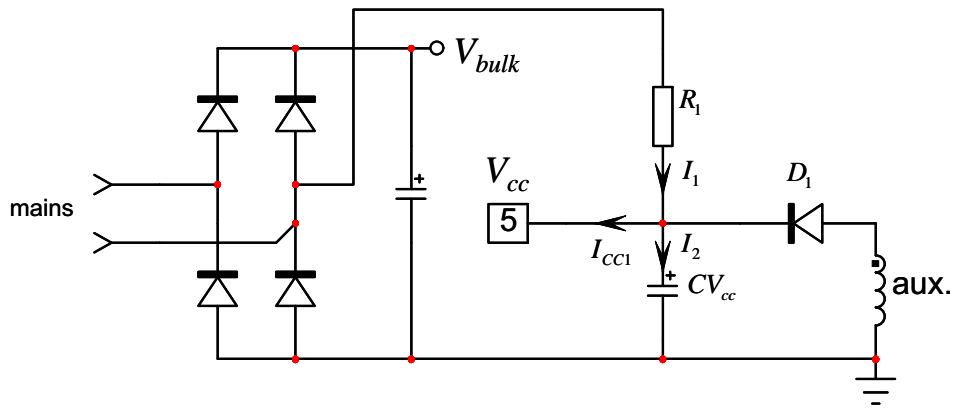 V_bulk
R_1
V_cc
I_1
D_1
mains
5
I_CC1
I_2
+
+
CV_cc
aux.